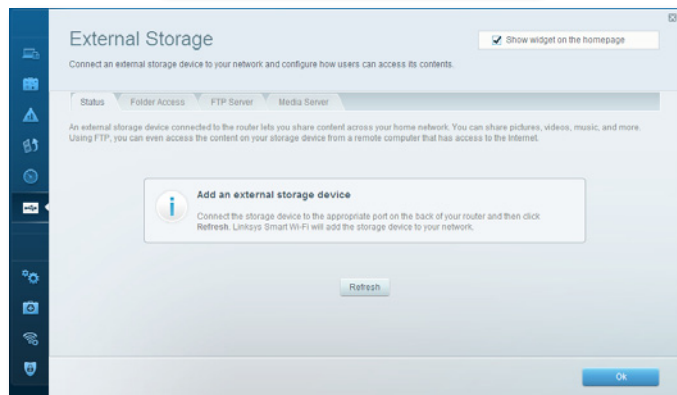 External Storage
Show widget on the homepage
Connect an external storage device to your network and configure how users can access its contents.
Status Folder Access FTP Server Media Server
An external storage device connected to the router lets you share content across your home network. You can share pictures, videos, music, and more.
Using FTP, you can even access the content on your storage device from a remote computer that has access to the Internet.
Add an external storage device
Connect the storage device to the appropriate port on the back of your router and then click
Refresh. Linksys Smart Wi-Fi will add the storage device to your network.
Refresh
Ok